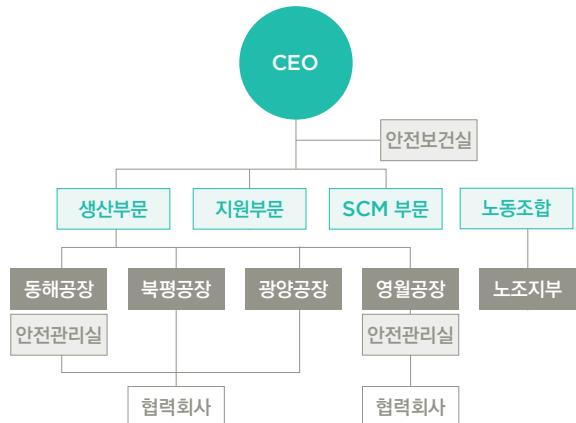 CEO
안전보건실
생산부문
지원부문
SCM 부문
노동조합
동해공장
북평공장
광양공장
영월공장
노조지부
안전관리실
안전관리실
협력회사
협력회사